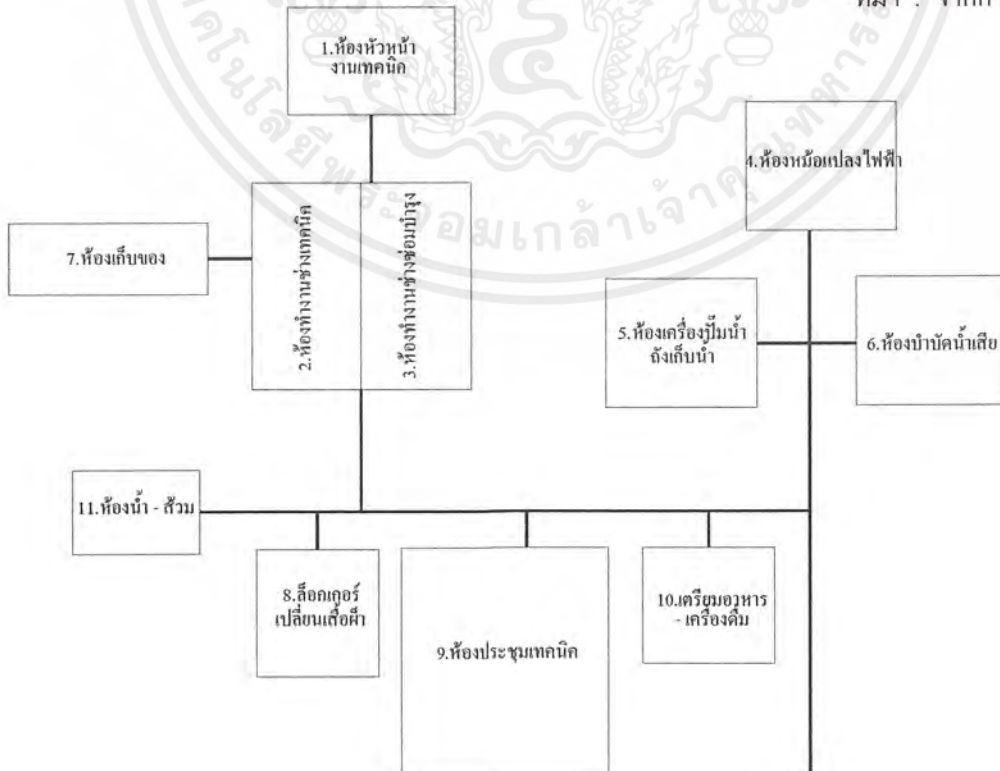 1.ห้องหัวหน้า
งานเทคนิค
4.ห้องหม้อแปลงไฟฟ้า
2.ห้องทำงานช่างเทคนิค
3.ห้องทำงานช่างซ่อมบำรุง
7.ห้องเก็บของ
5.ห้องเครื่องปั๊มน้ำ
ถังเก็บน้ำ
6.ห้องบำบัดน้ำเสีย
11.ห้องน้ำ - ส้วม
8.ล็อกเกอร์
เปลี่ยนเสื้อผ้า
9.ห้องประชุมเทคนิค
10.เตรียมอาหาร
- เครื่องดื่ม